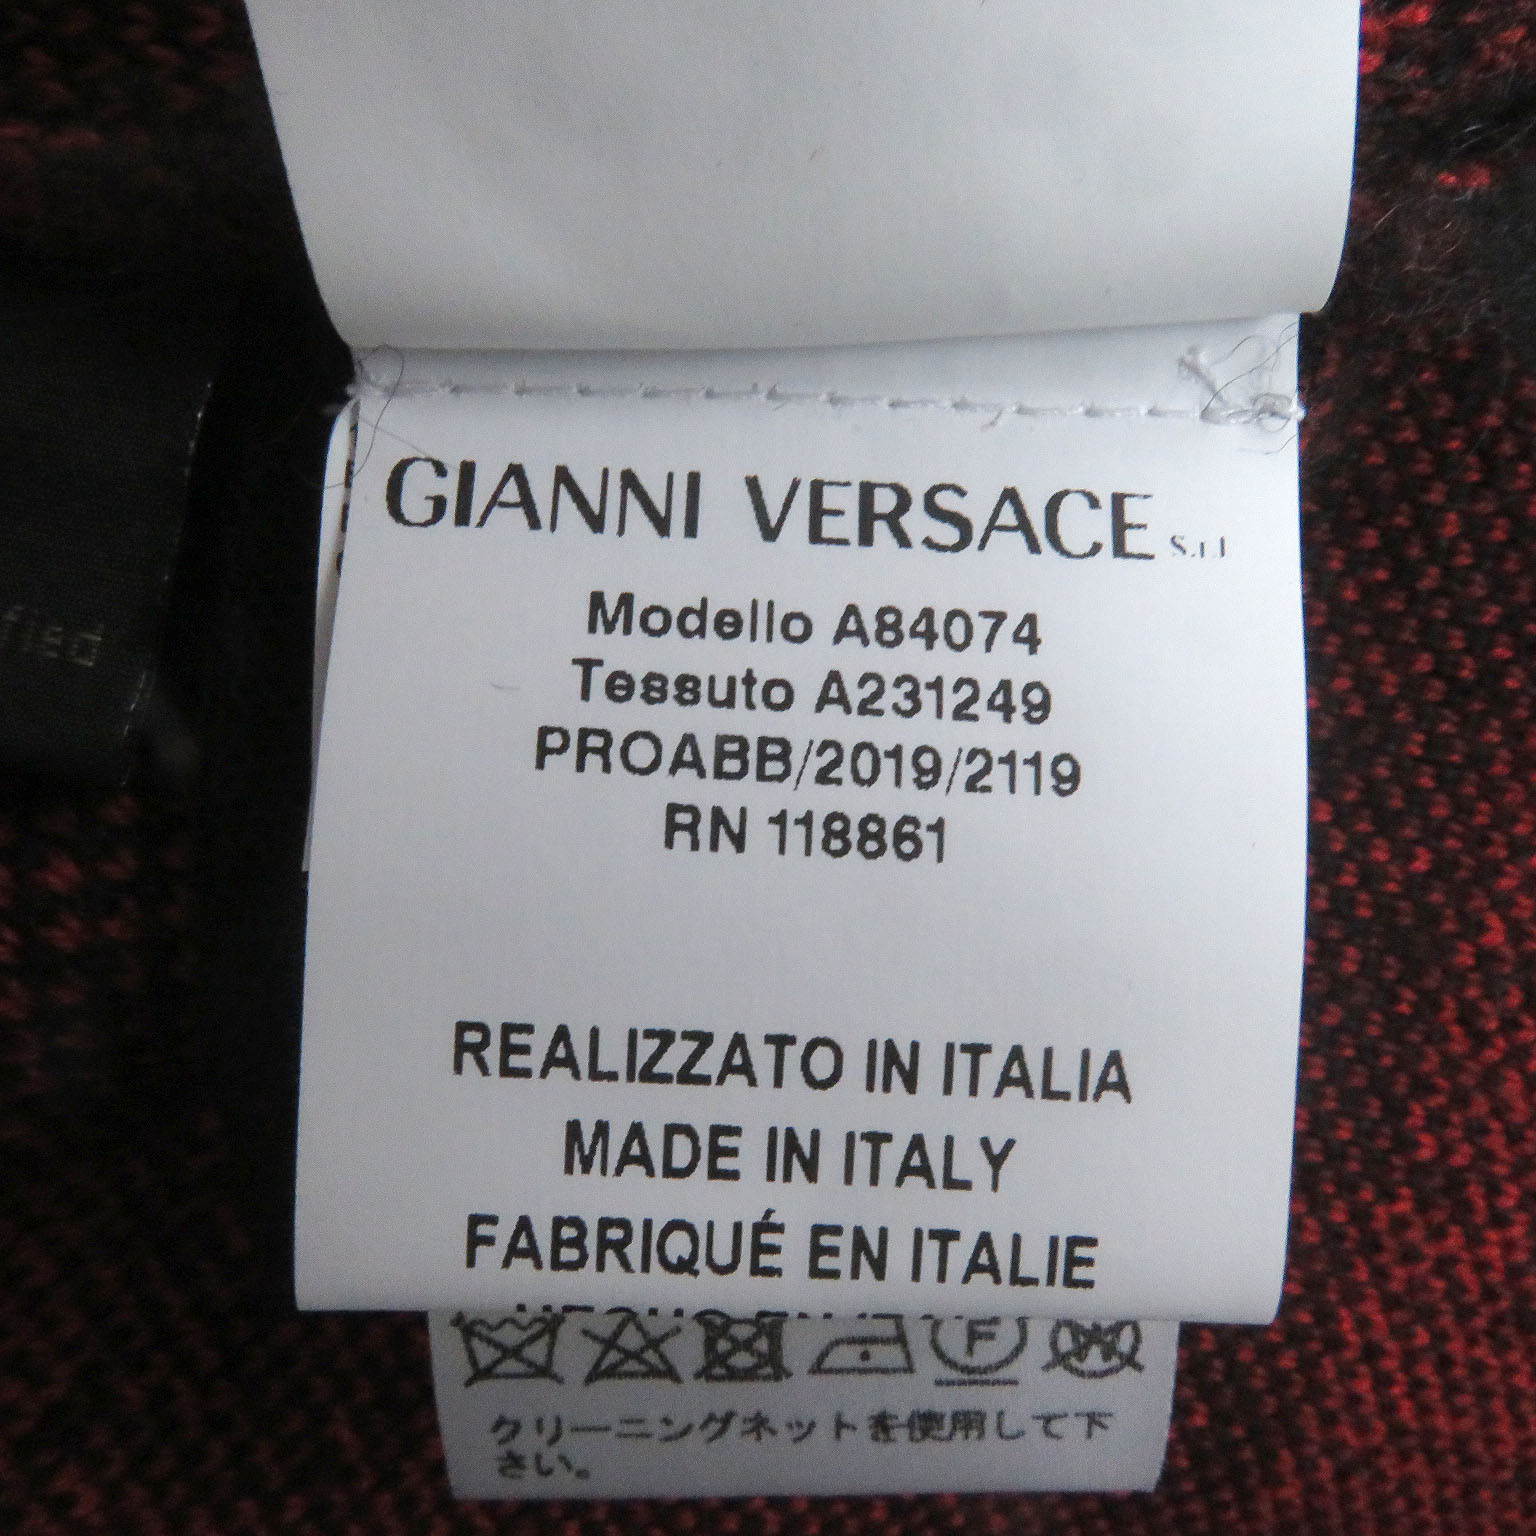 GIANNI VERSACE S.r.l
Modello A84074
Tessuto A231249
PROABB/2019/2119
RN 118861
REALIZZATO IN ITALIA
MADE IN ITALY
FABRIQUÉ EN ITALIE
F
W
クリーニングネットを使用して下
さい。